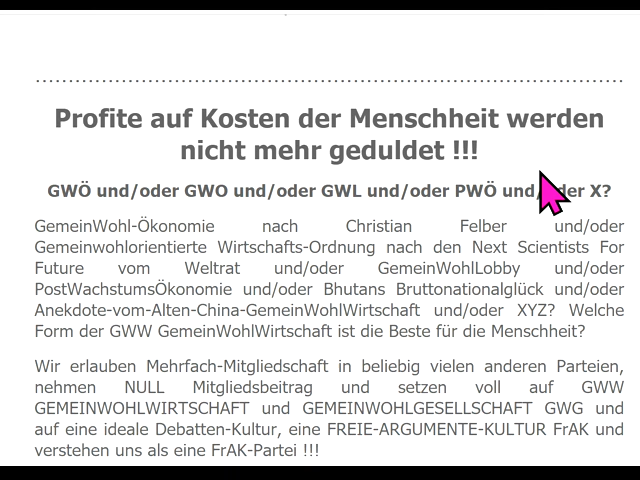 Profite auf Kosten der Menschheit werden
nicht mehr geduldet !!!
GWÖ und/oder GWO und/oder GWL und/oder PWÖ und/oder X?
GemeinWohl-Ökonomie nach Christian Felber und/oder
Gemeinwohlorientierte Wirtschafts-Ordnung nach den Next Scientists For
Future vom Weltrat und/oder GemeinWohlLobby und/oder
PostWachstumsÖkonomie und/oder Bhutans Bruttonationalglück und/oder
Anekdote-vom-Alten-China-GemeinWohlWirtschaft und/oder XYZ? Welche
Form der GWW GemeinWohlWirtschaft ist die Beste für die Menschheit?
Wir erlauben Mehrfach-Mitgliedschaft in beliebig vielen anderen Parteien,
nehmen NULL Mitgliedsbeitrag und setzen voll auf GWW
GEMEINWOHLWIRTSCHAFT und GEMEINWOHLGESELLSCHAFT GWG und
auf eine ideale Debatten-Kultur, eine FREIE-ARGUMENTE-KULTUR FrAK und
verstehen uns als eine FrAK-Partei !!!